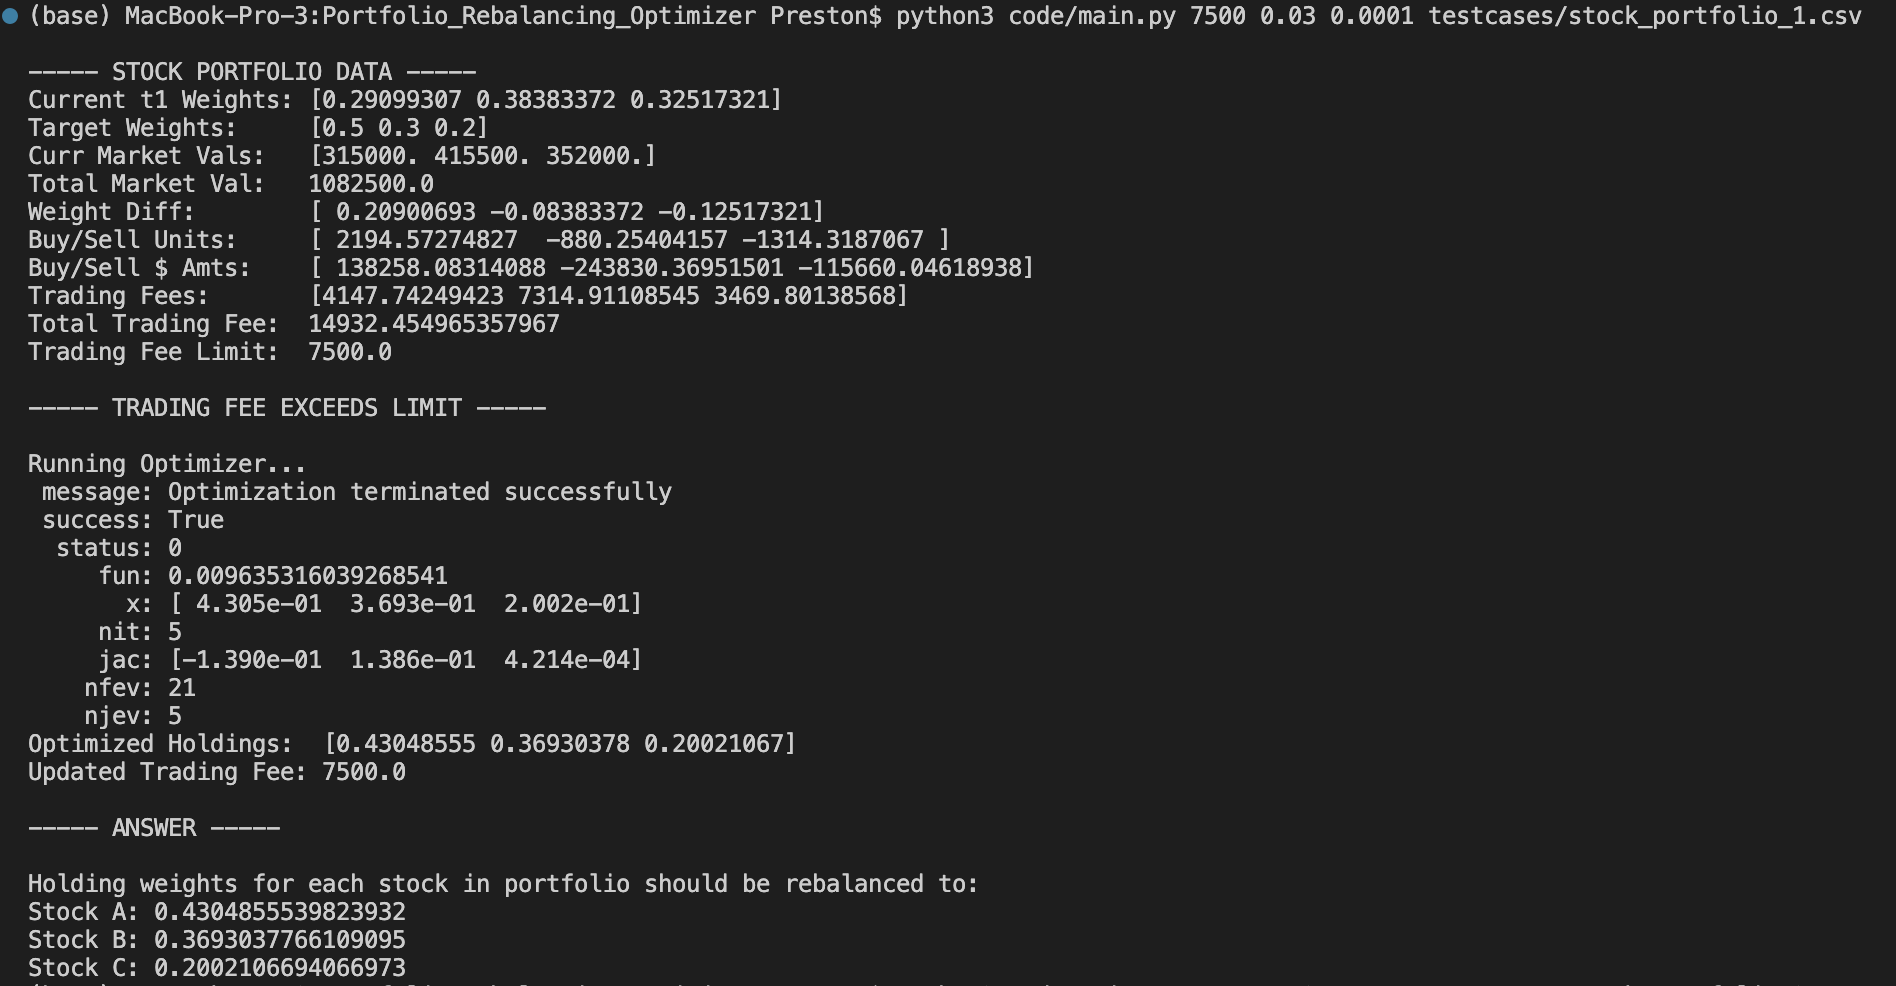 (base) MacBook-Pro-3:Portfolio_Rebalancing_Optimizer Preston$ python3 code/main.py 7500 0.03 0.0001 testcases/stock_portfolio_1.csv
----- STOCK PORTFOLIO DATA -----
Current t1 Weights: [0.29099307 0.38383372 0.32517321]
Target Weights:     [0.5 0.3 0.2]
Curr Market Vals:   [315000. 415500. 352000.]
Total Market Val:   1082500.0
Weight Diff:        [ 0.20900693 -0.08383372 -0.12517321]
Buy/Sell Units:     [ 2194.57274827  -880.25404157 -1314.3187067 ]
Buy/Sell $ Amts:    [ 138258.08314088 -243830.36951501 -115660.04618938]
Trading Fees:       [4147.74249423 7314.91108545 3469.80138568]
Total Trading Fee:  14932.454965357967
Trading Fee Limit:  7500.0
----- TRADING FEE EXCEEDS LIMIT -----
Running Optimizer...
 message: Optimization terminated successfully
 success: True
  status: 0
     fun: 0.009635316039268541
       x: [ 4.305e-01  3.693e-01  2.002e-01]
     nit: 5
     jac: [-1.390e-01  1.386e-01  4.214e-04]
    nfev: 21
    njev: 5
Optimized Holdings:  [0.43048555 0.36930378 0.20021067]
Updated Trading Fee: 7500.0
----- ANSWER -----
Holding weights for each stock in portfolio should be rebalanced to:
Stock A: 0.4304855539823932
Stock B: 0.3693037766109095
Stock C: 0.2002106694066973